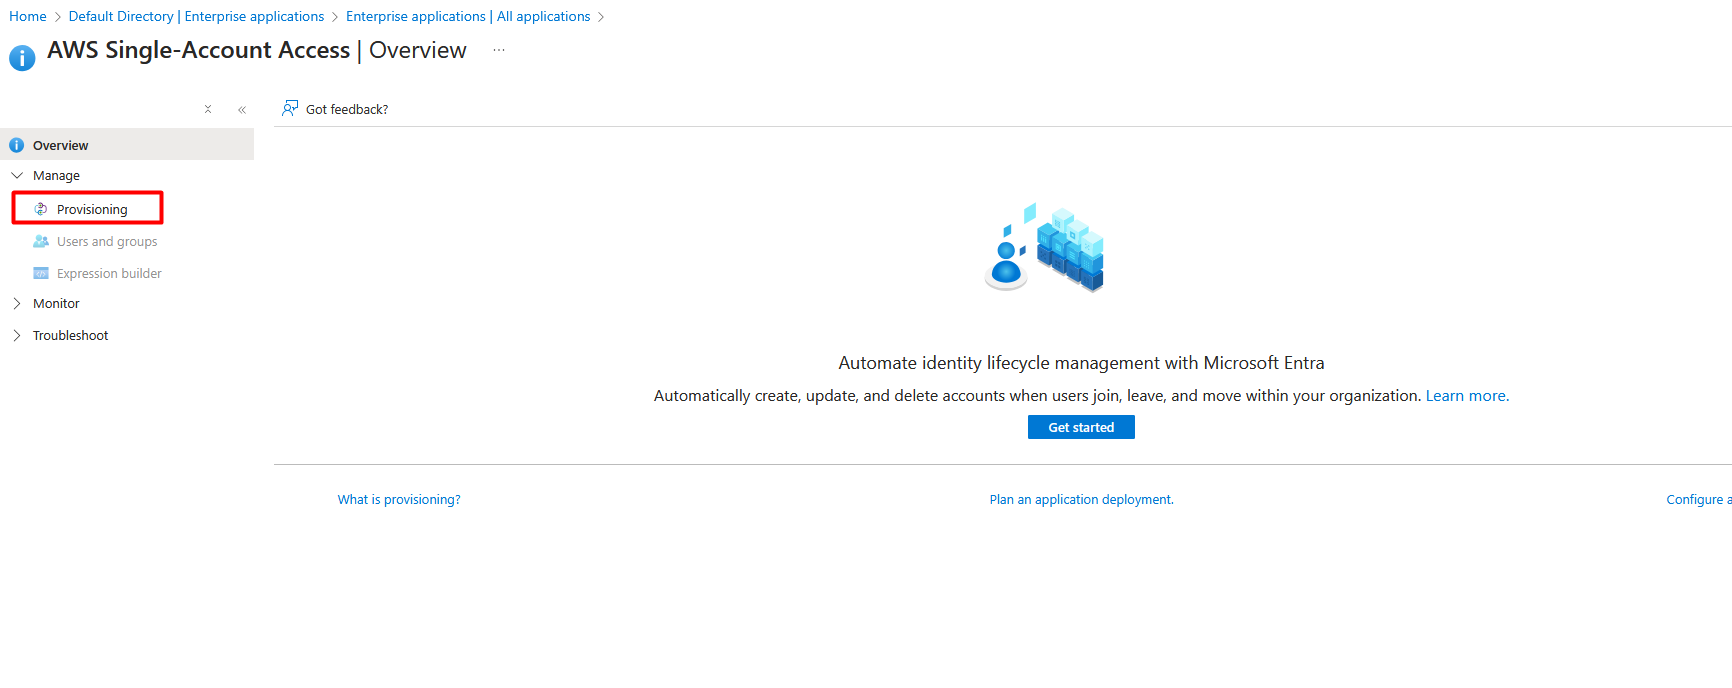 Home > Default Directory | Enterprise applications > Enterprise applications | All applications >
AWS Single-Account Access | Overview ...
Got feedback?
Overview
Manage
Provisioning
Users and groups
Expression builder
Monitor
Troubleshoot
Automate identity lifecycle management with Microsoft Entra
Automatically create, update, and delete accounts when users join, leave, and move within your organization. Learn more.
Get started
What is provisioning?
Plan an application deployment.
Configure a